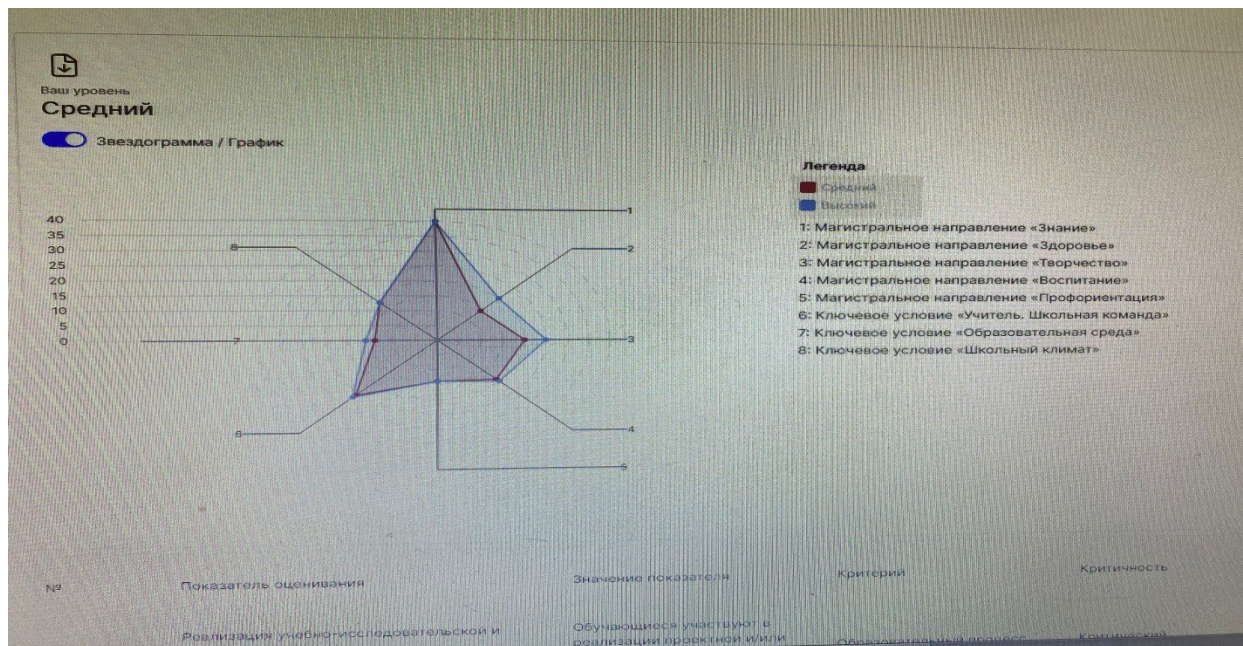 Ваш уровень
Средний
Звездограмма / График
Легенда
Средний
Высокий
1: Магистральное направление «Знание»
2: Магистральное направление «Здоровье»
3: Магистральное направление «Творчество»
4: Магистральное направление «Воспитание»
5: Магистральное направление «Профориентация»
6: Ключевое условие «Учитель. Школьная команда»
7: Ключевое условие «Образовательная среда»
8: Ключевое условие «Школьный климат»
40
35
30
25
20
15
10
5
0
1
2
3
4
5
6
7
8
№ Показатель оценивания Значение показателя Критерий Критичность
Реализация учебно-исследовательской и
Обучающиеся участвуют в
реализации проектной и/или
Образовательный процесс
Критический